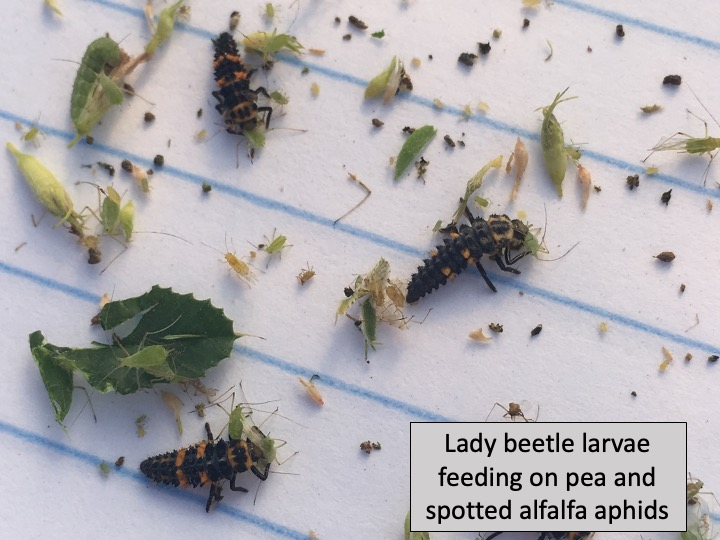 Lady beetle larvae
feeding on pea and
spotted alfalfa aphids